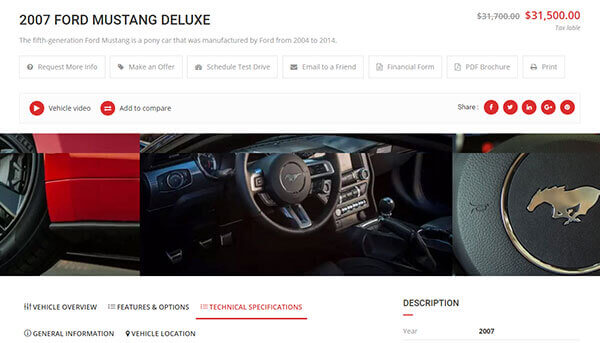 2007 FORD MUSTANG DELUXE
$31,700.00 $31,500.00
Tax lable
The fifth-generation Ford Mustang is a pony car that was manufactured by Ford from 2004 to 2014.
Request More Info Make an Offer Schedule Test Drive Email to a Friend Financial Form PDF Brochure Print
Vehicle video Add to compare Share :
VEHICLE OVERVIEW FEATURES & OPTIONS TECHNICAL SPECIFICATIONS
GENERAL INFORMATION VEHICLE LOCATION
DESCRIPTION
Year 2007